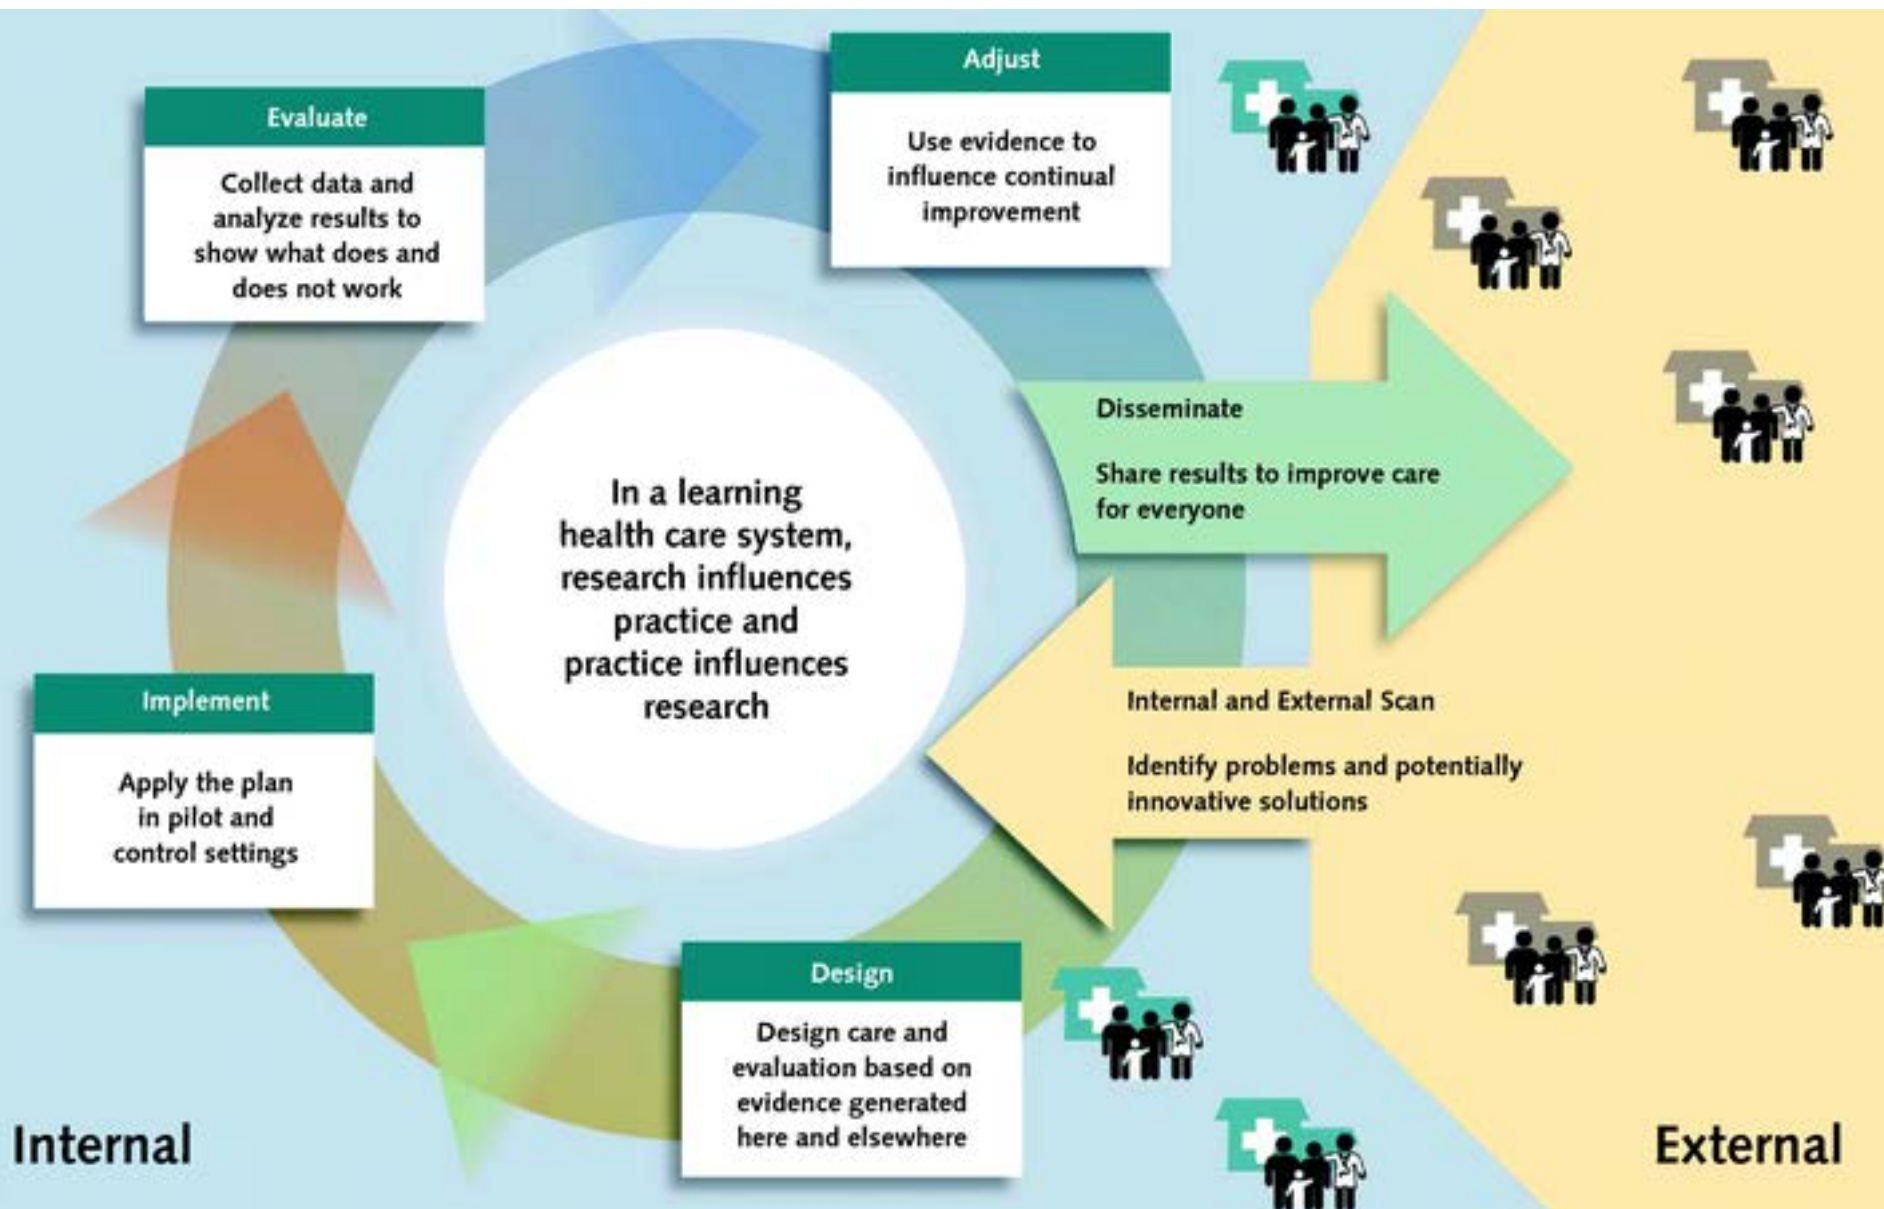 Adjust
Use evidence to
influence continual
improvement
Evaluate
Collect data and
analyze results to
show what does and
does not work
Disseminate
Share results to improve care
for everyone
In a learning
health care system,
research influences
practice and
practice influences
research
Internal and External Scan
Identify problems and potentially
innovative solutions
Implement
Apply the plan
in pilot and
control settings
Design
Design care and
evaluation based on
evidence generated
here and elsewhere
Internal
External